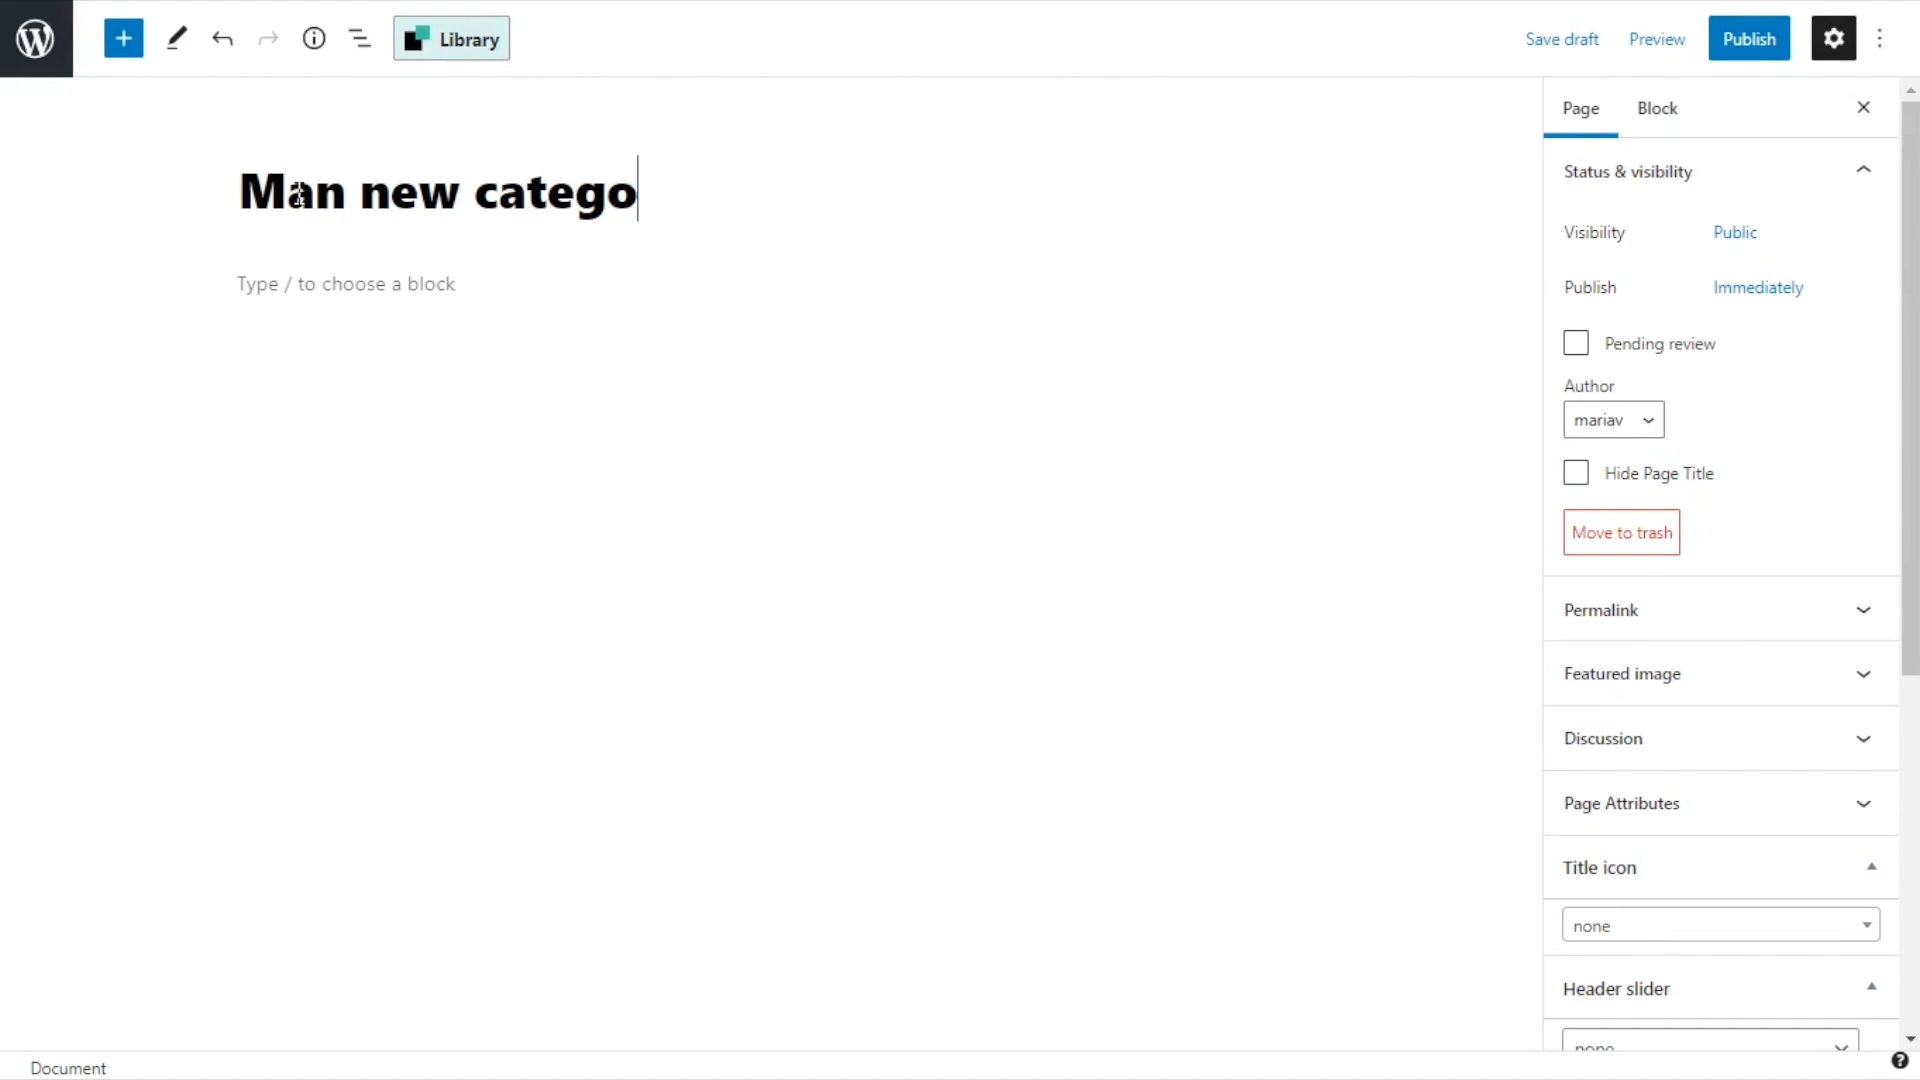 Library
Save draft
Preview
Publish
Page
Block
Man new catego
Type / to choose a block
Status & visibility
Visibility
Public
Publish
Immediately
Pending review
Author
mariav
Hide Page Title
Move to trash
Permalink
Featured image
Discussion
Page Attributes
Title icon
none
Header slider
none
Document